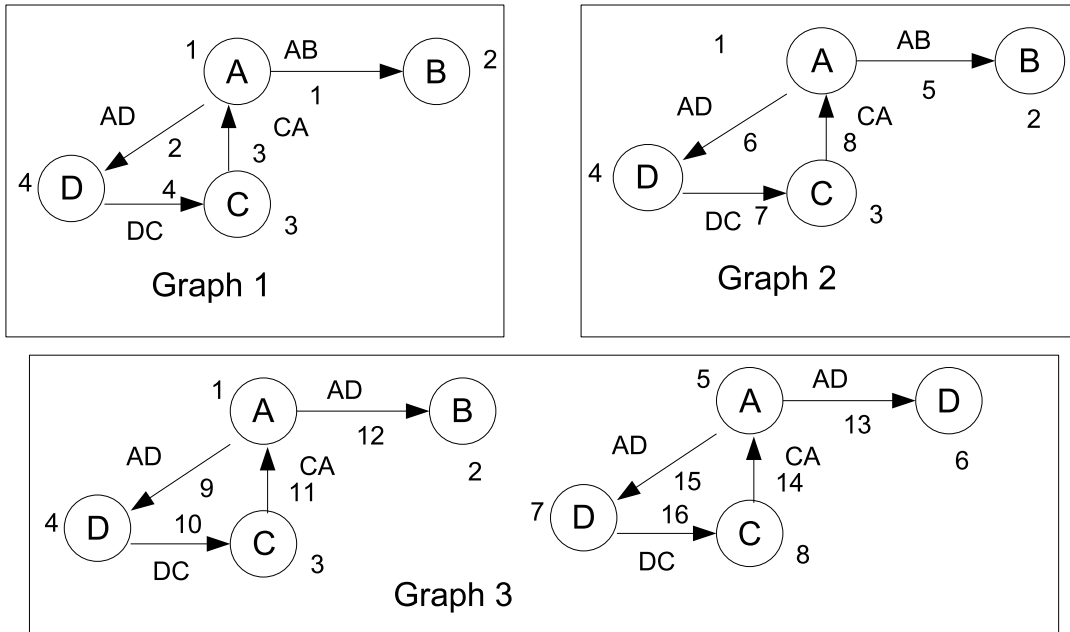 1 A AB B 2
1
AD 2 3 CA
4 D 4 C 3
DC
Graph 1
1 A AB B
5 2
AD 6 8 CA
4 D C 3
DC 7
Graph 2
1 A AD B
12 2
AD 9 11 CA
4 D 10 C 3
DC
5 A AD D
13 6
AD 15 14 CA
7 D 16 C 8
DC
Graph 3